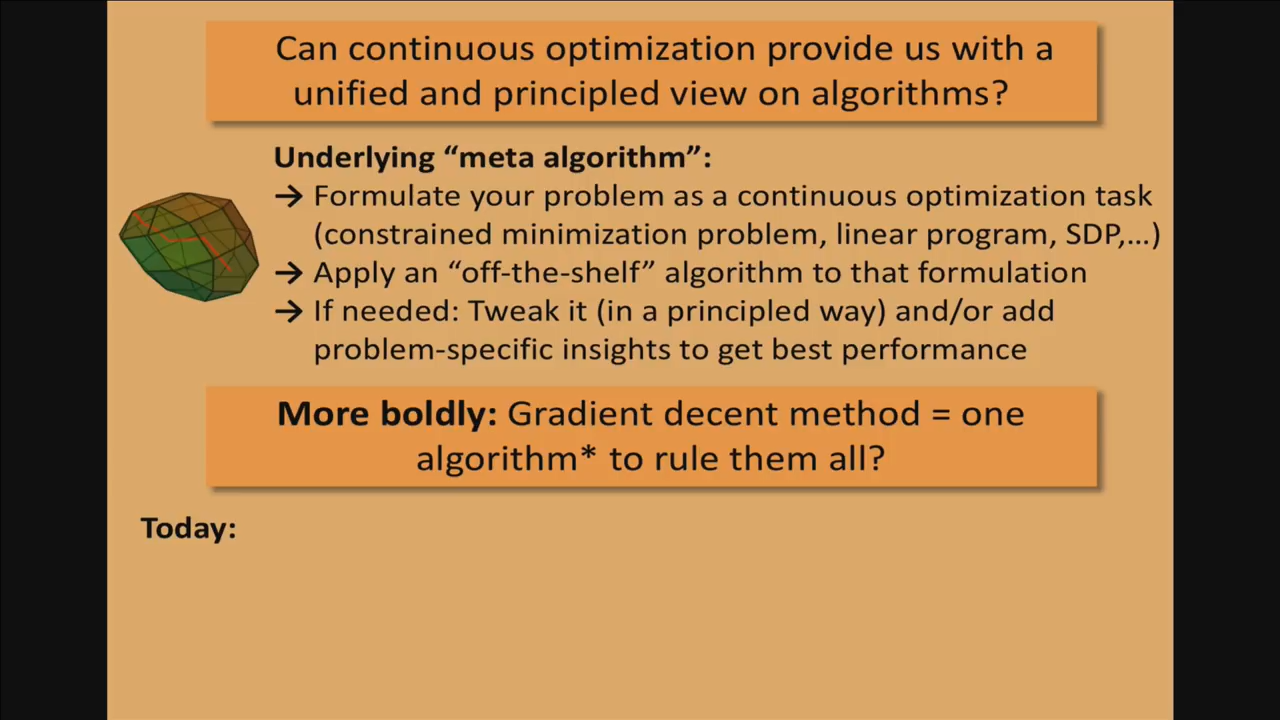 Can continuous optimization provide us with a
unified and principled view on algorithms?
Underlying “meta algorithm”:
→ Formulate your problem as a continuous optimization task
(constrained minimization problem, linear program, SDP,…)
→ Apply an “off-the-shelf” algorithm to that formulation
→ If needed: Tweak it (in a principled way) and/or add
problem-specific insights to get best performance
More boldly: Gradient decent method = one
algorithm* to rule them all?
Today: